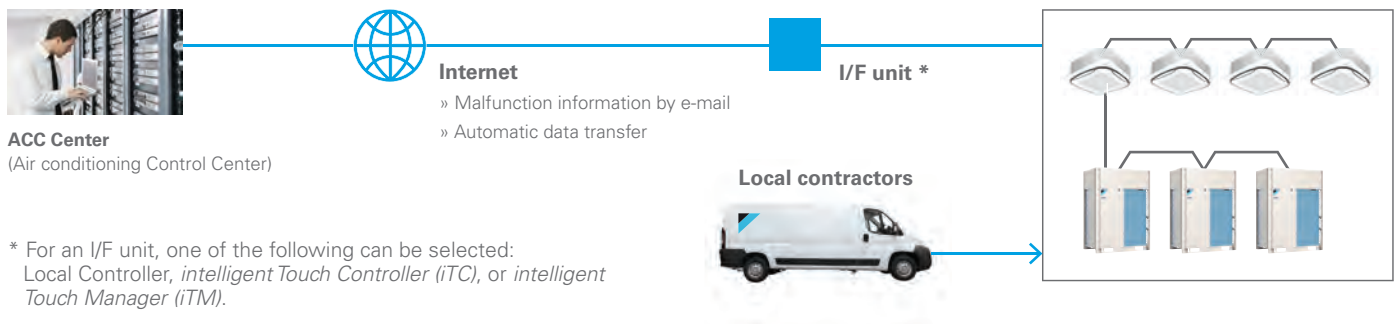 Internet
» Malfunction information by e-mail
» Automatic data transfer
I/F unit *
ACC Center
(Air conditioning Control Center)
Local contractors
* For an I/F unit, one of the following can be selected:
Local Controller, intelligent Touch Controller (iTC), or intelligent
Touch Manager (iTM).